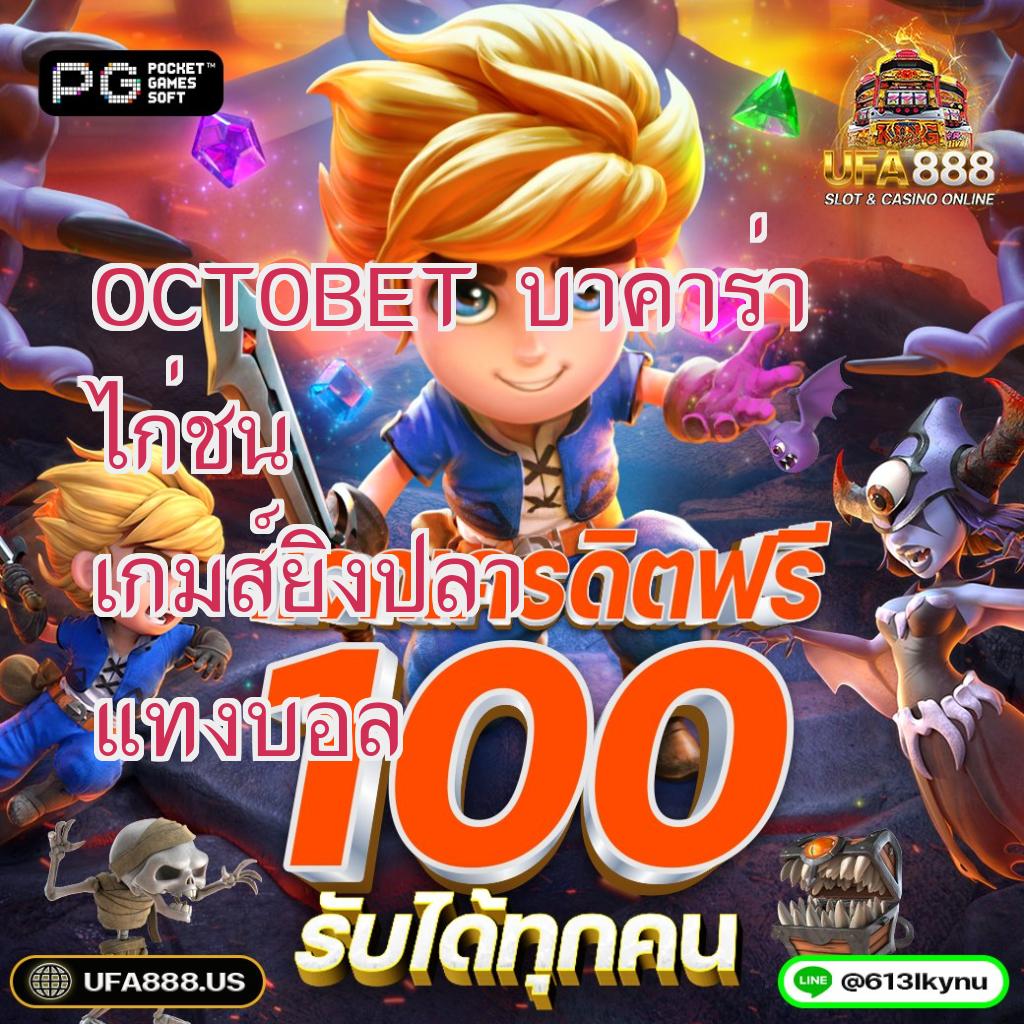 PG POCKET GAMES SOFT™
UFA888
SLOT & CASINO ONLINE
OCTOBET บาคาร่า
ไก่ชน
เกมส์ยิงปลา
เครดิตฟรี
แทงบอล
100
รับได้ทุกคน
UFA888.US
LINE @613lkynu